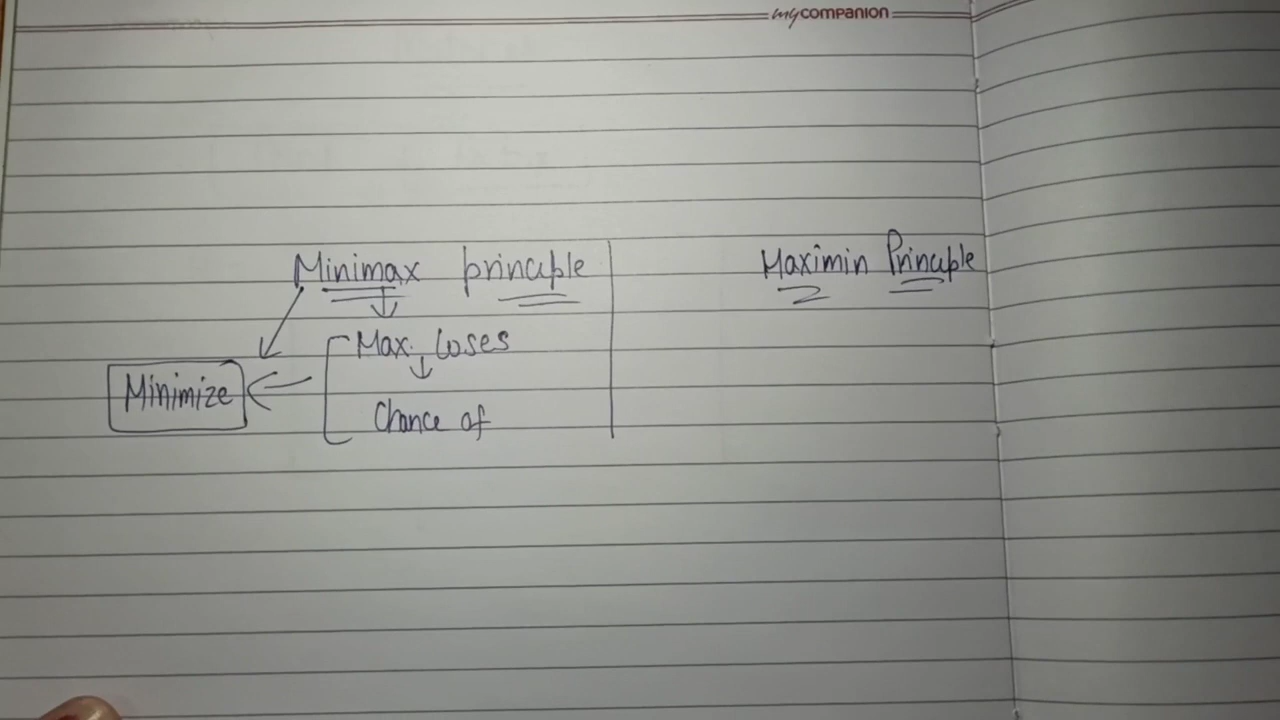 mycompanion
Minimax principle
Maximin Principle
Max. Loses
Minimize
Chance of